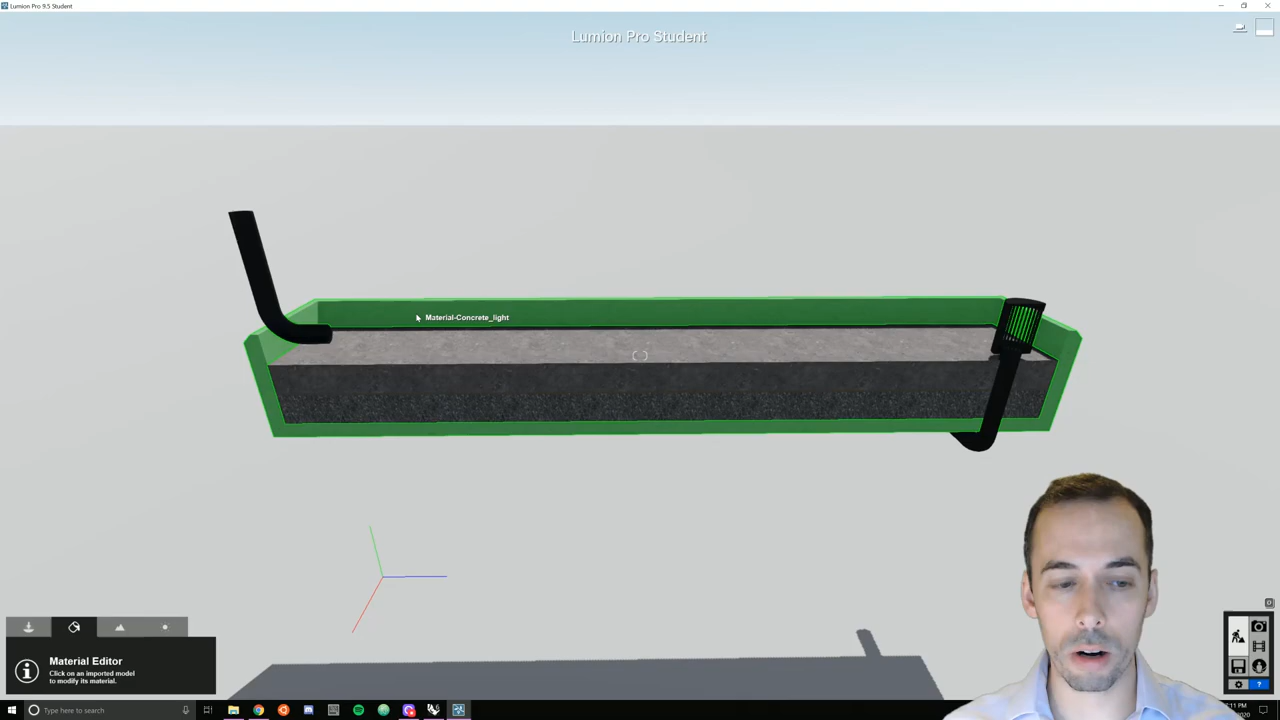 Lumion Pro 9.5 Student
Lumion Pro Student
Material-Concrete_light
Material Editor
Click on an imported model
to modify its material.
Type here to search